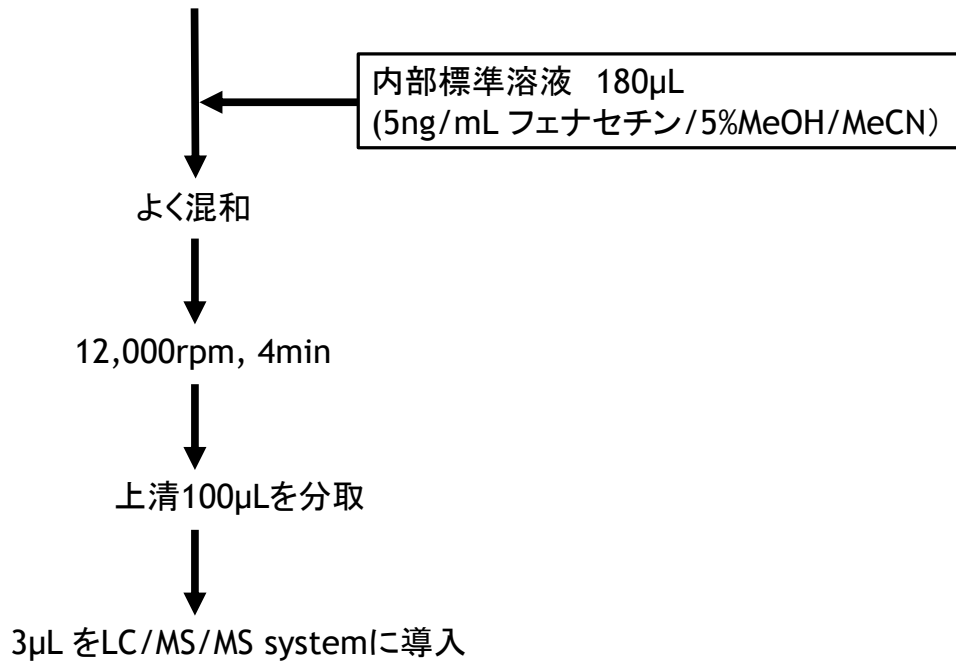 内部標準溶液 180µL
(5ng/mL フェナセチン/5%MeOH/MeCN)
よく混和
12,000rpm, 4min
上清100µLを分取
3µL をLC/MS/MS systemに導入